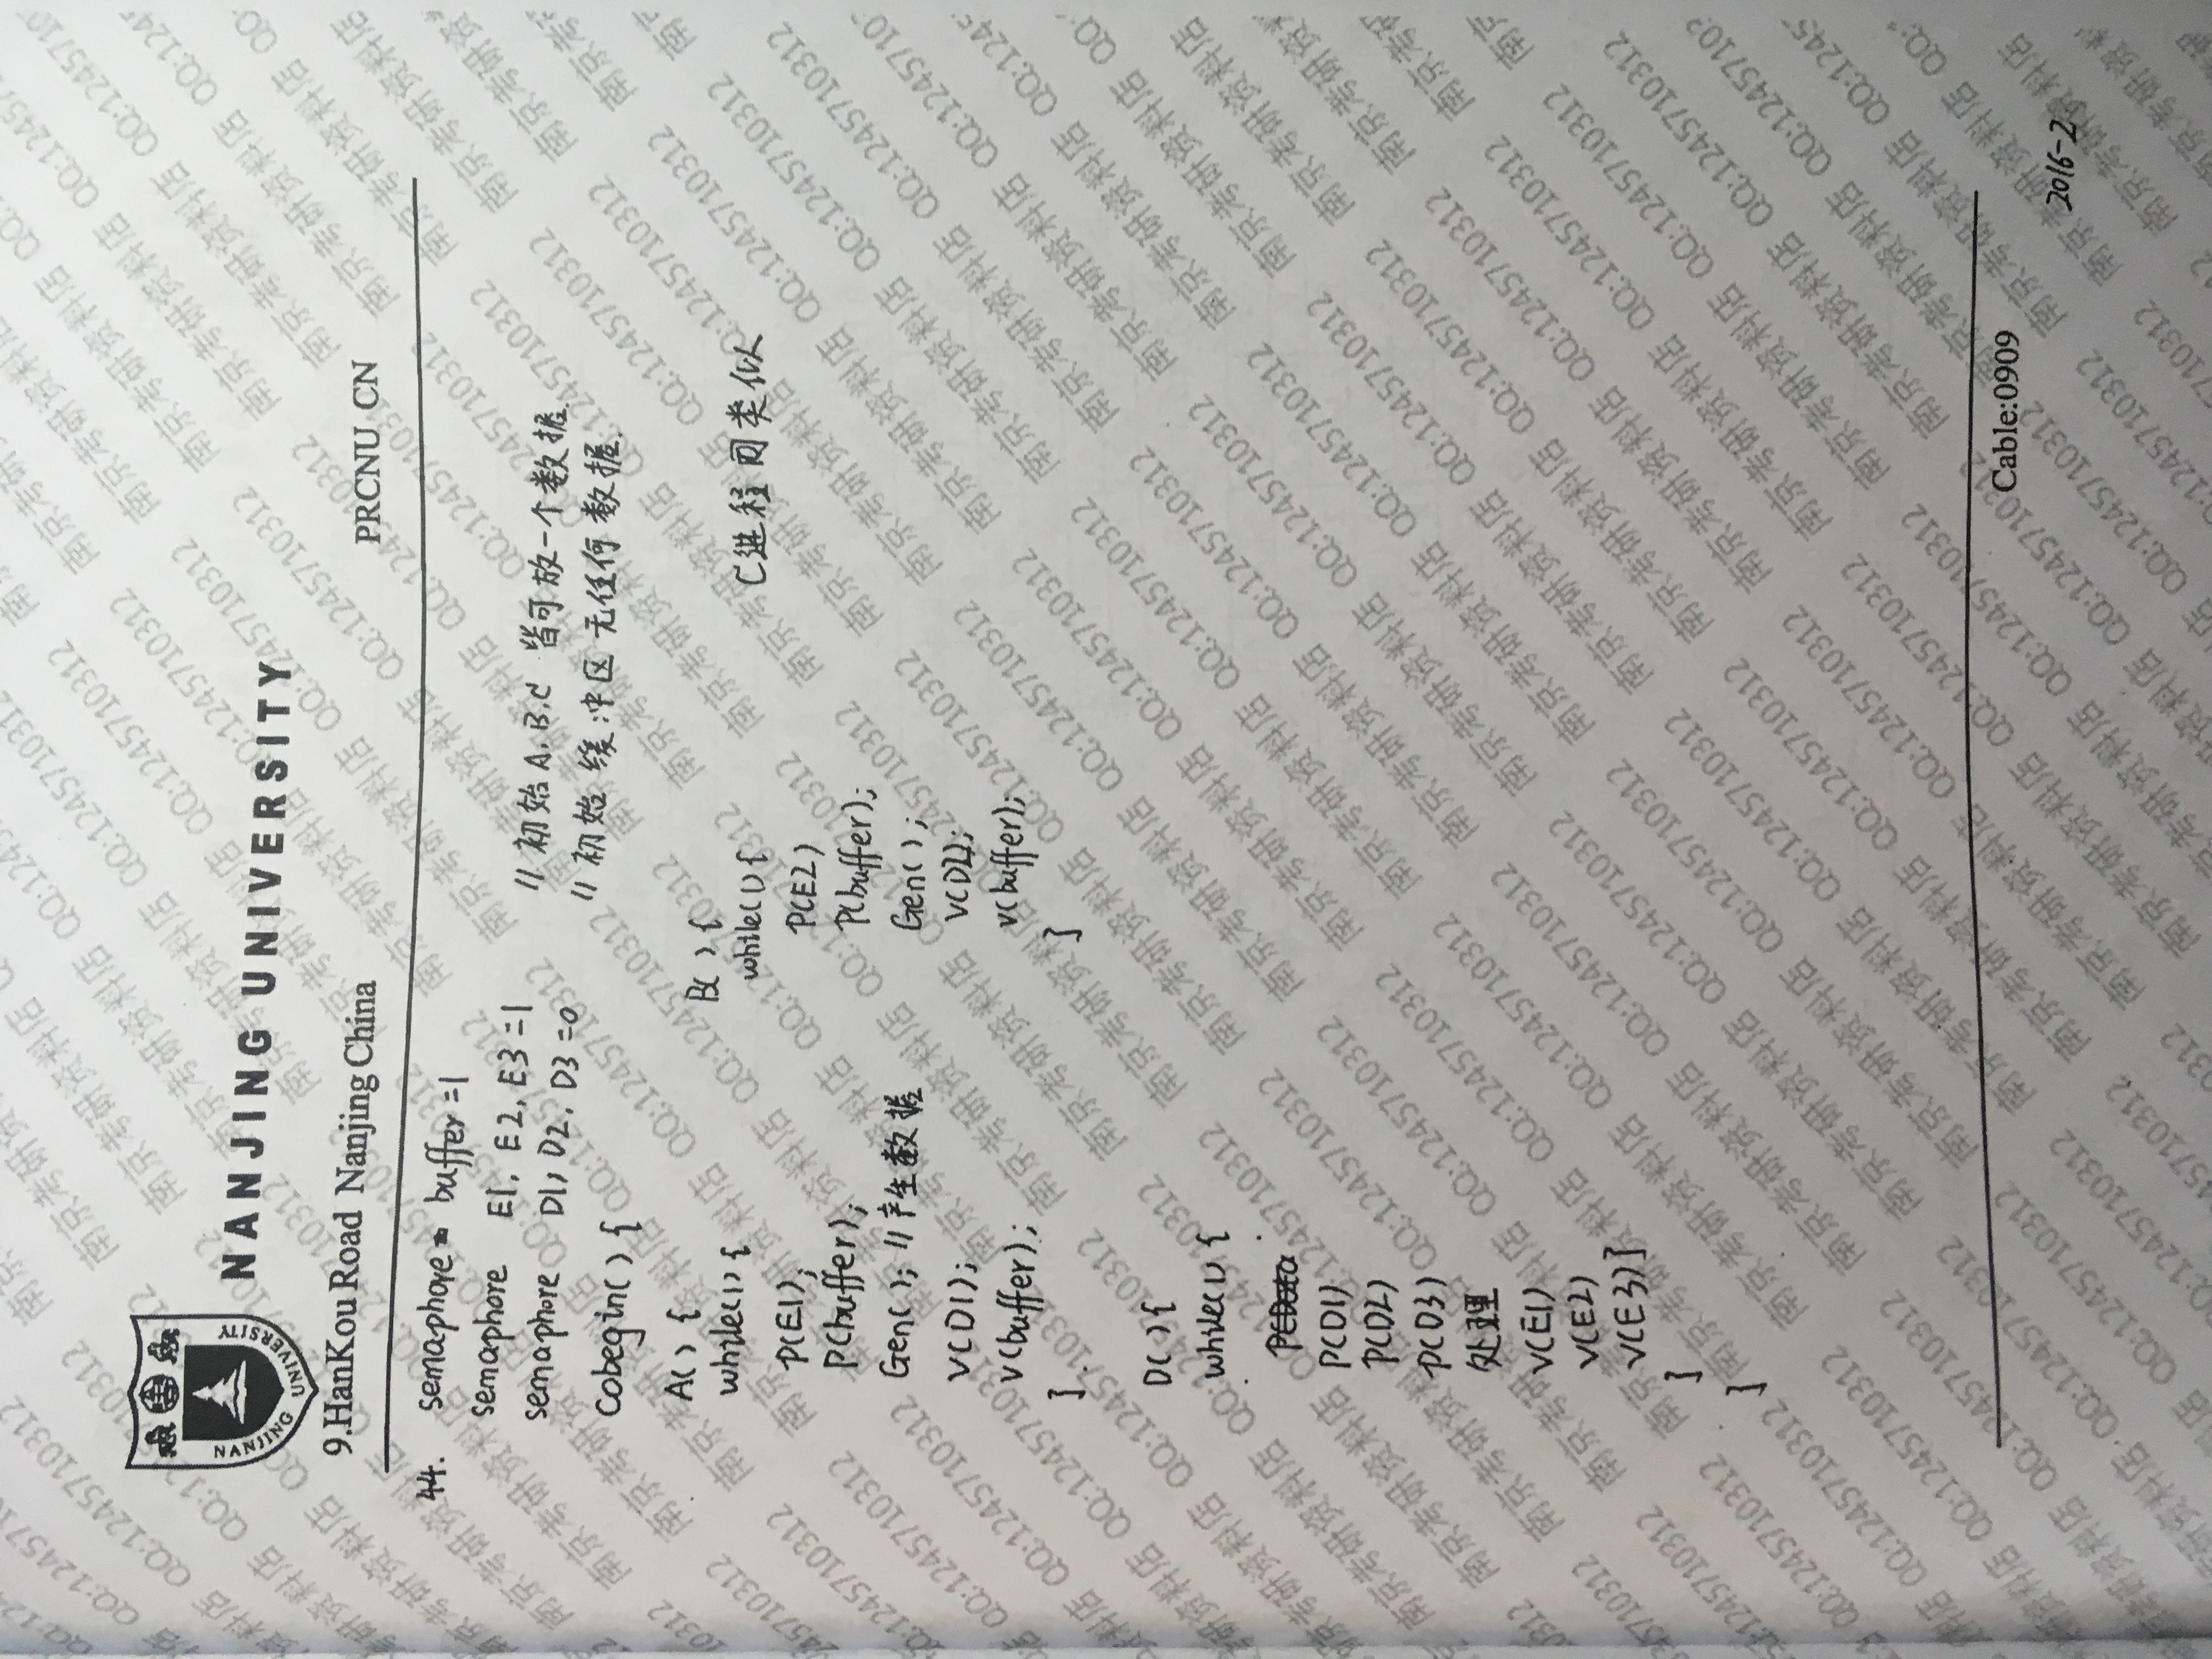 NANJING UNIVERSITY
NANJING UNIVERSITY
9.HanKou Road Nanjing China PRCNU CN
44. semaphore buffer=1
semaphore E1, E2, E3=1 //初始A,B,C 皆可放一个数据
semaphore D1, D2, D3=0 //初始 缓冲区 无任何数据.
Cobegin(){
A(){
while(1){
P(E1);
P(buffer);
Gen(); //产生数据
V(D1);
V(buffer);
}.
B(){
while(1){
P(E2)
P(buffer);
Gen();
V(D2);
V(buffer);
}
C进程同类似
D(){
while(1){
P(Data
P(D1)
P(D2)
P(D3)
处理
V(E1)
V(E2)
V(E3)}
}
}
Cable:0909
2016-2
南京考研资料店 QQ:1245710312